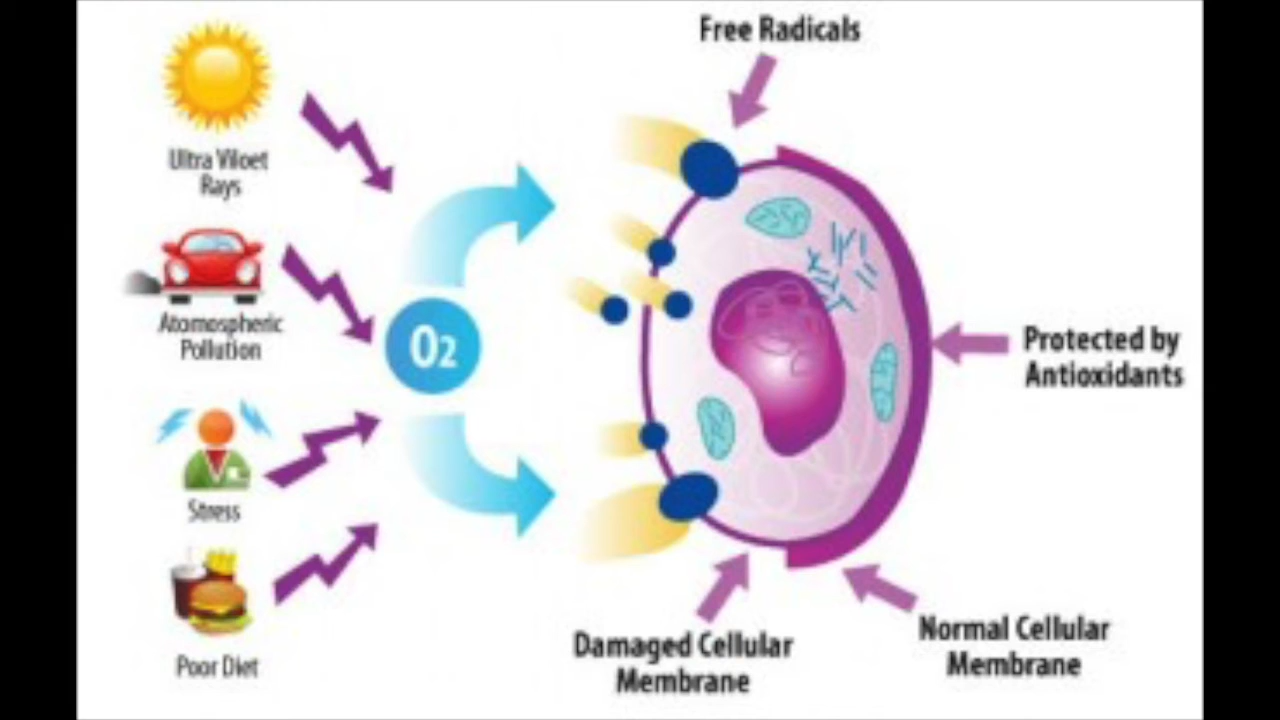 Free Radicals
Ultra Viloet
Rays
Atomospheric
Pollution
O2
Protected by
Antioxidants
Stress
Poor Diet
Damaged Cellular
Membrane
Normal Cellular
Membrane